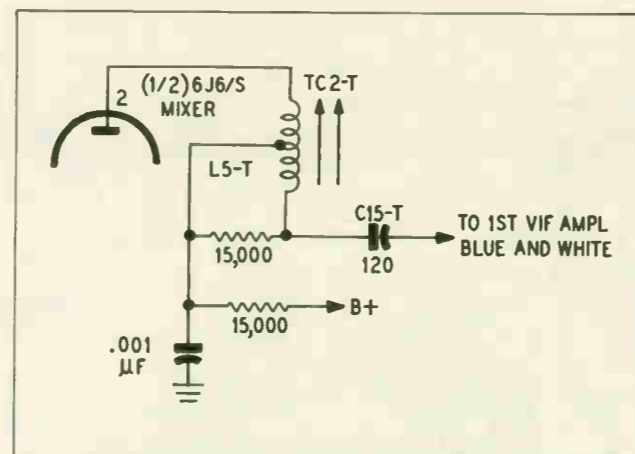 (1/2) 6J6/S
MIXER
2
TC2-T
L5-T
C15-T
120
TO 1ST VIF AMPL
BLUE AND WHITE
15,000
15,000
B+
.001
µF